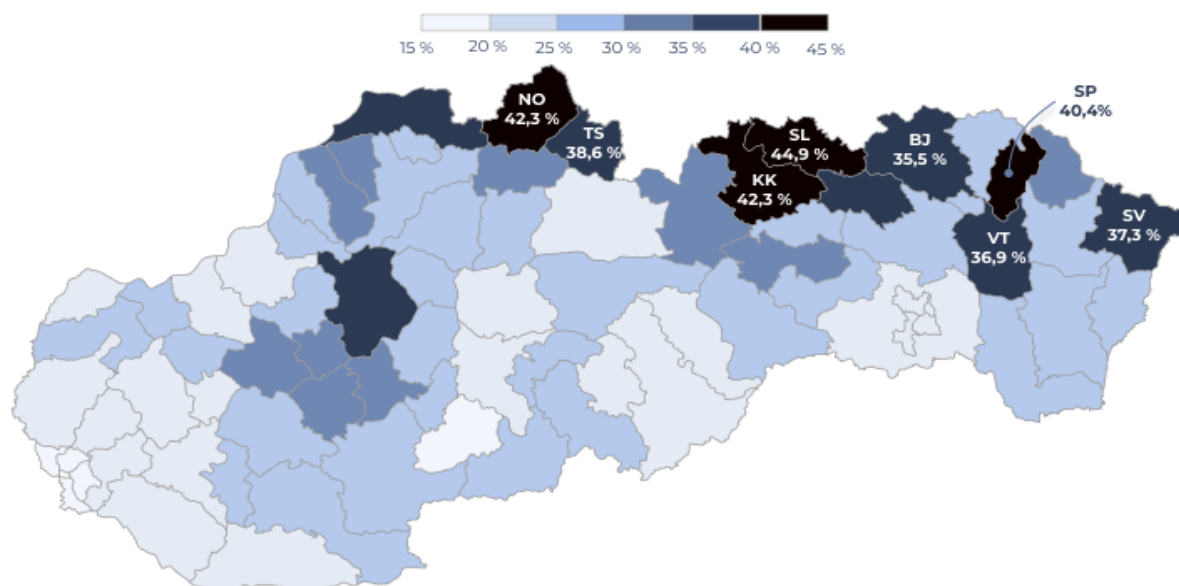 15 % 20 % 25 % 30 % 35 % 40 % 45 %
NO
42,3 %
TS
38,6 %
SL
44,9 %
KK
42,3 %
BJ
35,5 %
SP
40,4%
VT
36,9 %
SV
37,3 %